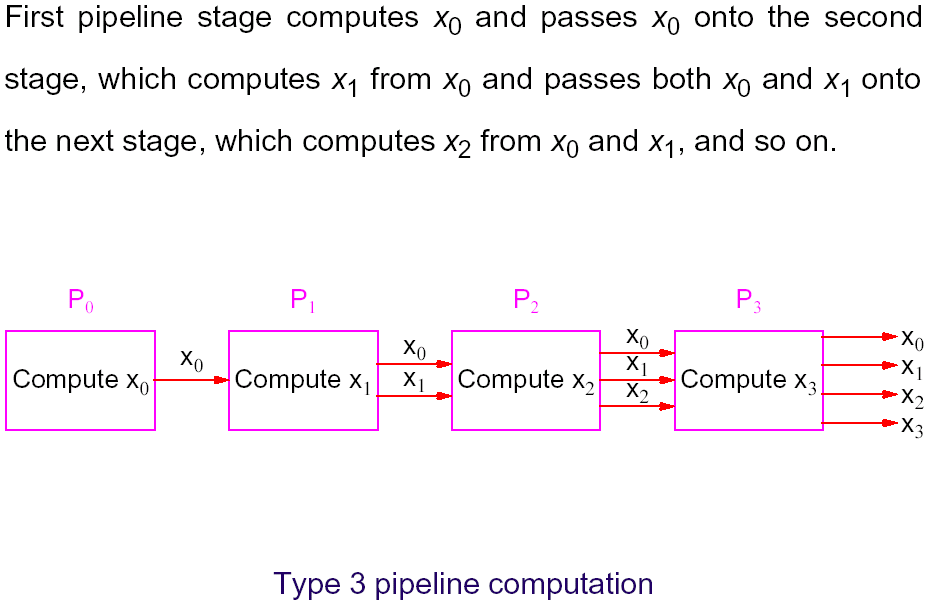 First pipeline stage computes x0 and passes x0 onto the second
stage, which computes x1 from x0 and passes both x0 and x1 onto
the next stage, which computes x2 from x0 and x1, and so on.
P0 P1 P2 P3
x0 x0 x0 x0
x1 x1 x1
x2 x2
x3
Compute x0 Compute x1 Compute x2 Compute x3
Type 3 pipeline computation